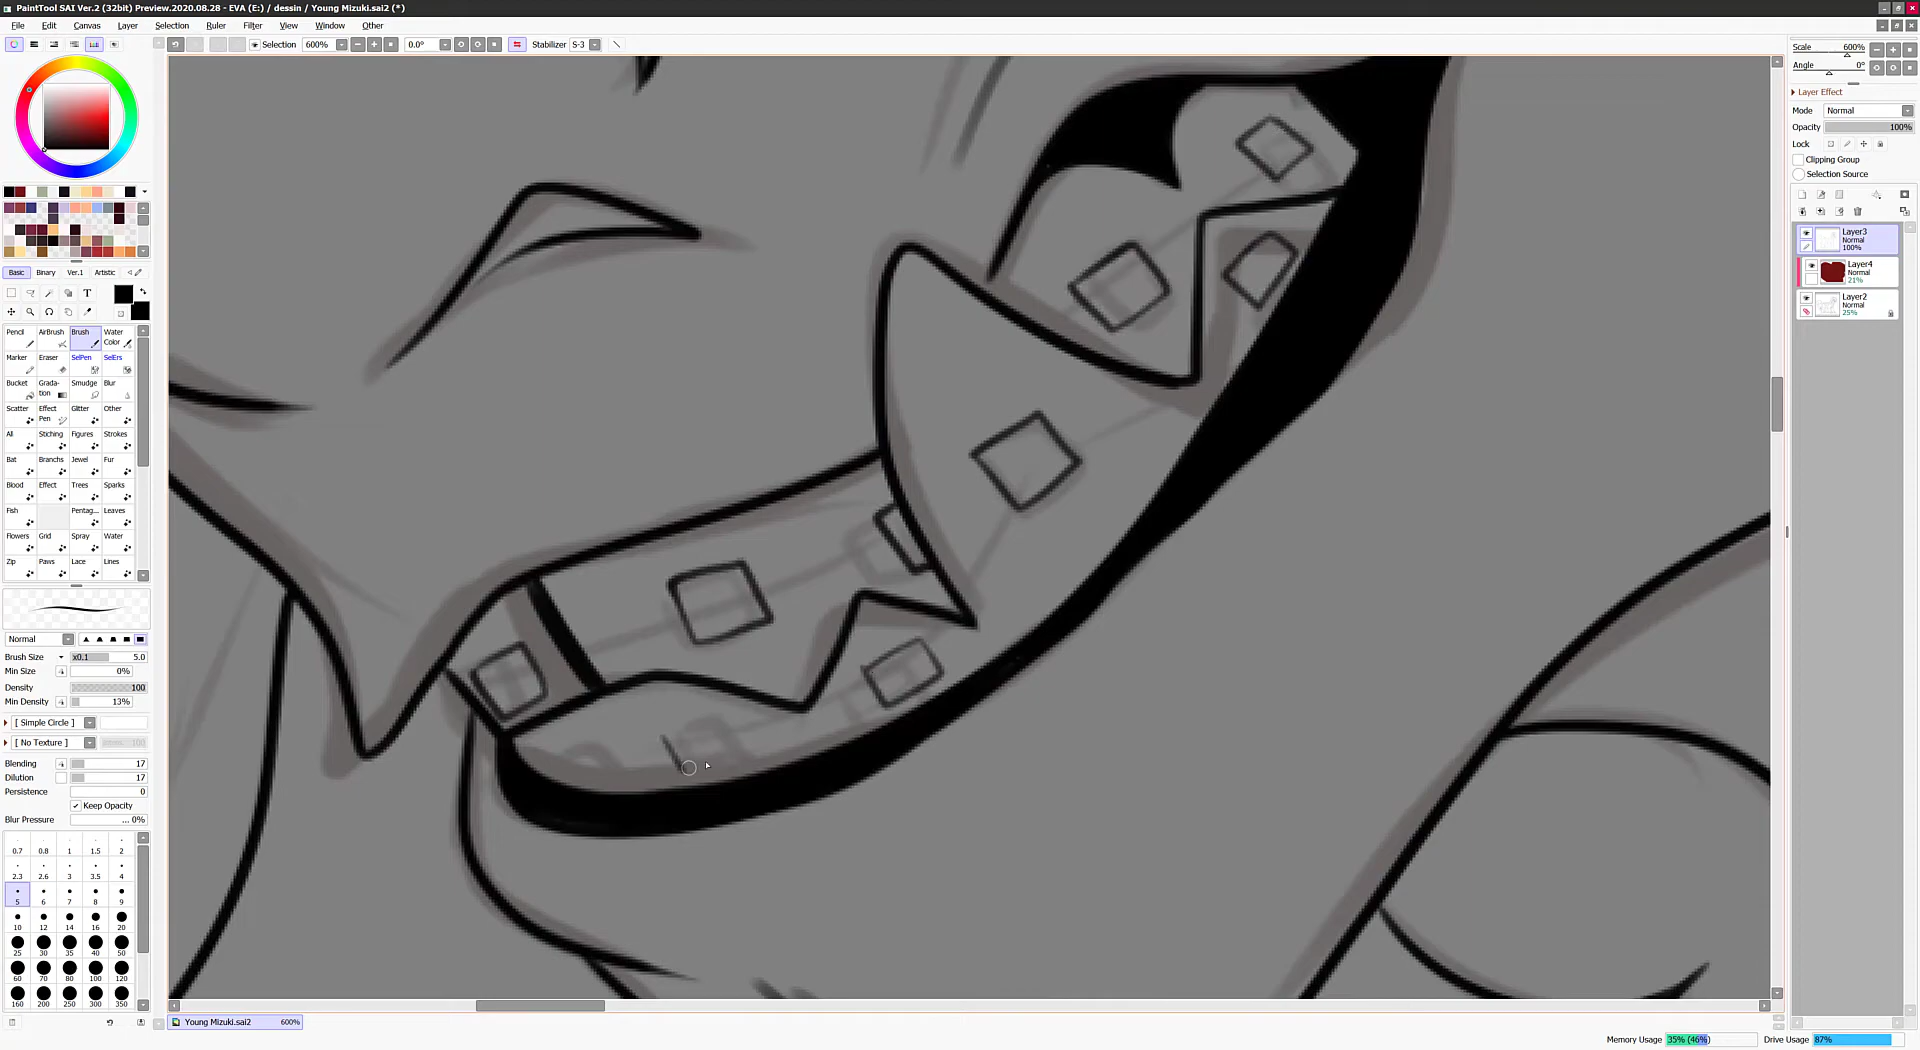 PaintTool SAI Ver.2 (32bit) Preview.2020.08.28 - EVA (E:) / dessin / Young Mizuki.sai2 (*)
File Edit Canvas Layer Selection Ruler Filter View Window Other
Selection 600% 0.0° Stabilizer S-3
Scale 600%
Angle 0°
Layer Effect
Mode Normal
Opacity 100%
Lock
Clipping Group
Selection Source
Layer3
Normal
100%
Layer4
Normal
21%
Layer2
Normal
25%
Basic Binary Ver.1 Artistic
T
Pencil AirBrush Brush Water Color
Marker Eraser SelPen SelErs
Bucket Grada-tion Smudge Blur
Scatter Effect Pen Glitter Other
All Stiching Figures Strokes
Bat Branchs Jewel Fur
Blood Effect Trees Sparks
Fish Pentag... Leaves
Flowers Grid Spray Water
Zip Paws Lace Lines
Normal
Brush Size x0.1 5.0
Min Size 0%
Density 100
Min Density 13%
[ Simple Circle ]
[ No Texture ]
Blending 17
Dilution 17
Persistence 0
Keep Opacity
Blur Pressure ... 0%
0.7 0.8 1 1.5 2
2.3 2.6 3 3.5 4
5 6 7 8 9
10 12 14 16 20
25 30 35 40 50
60 70 80 100 120
160 200 250 300 350
Young Mizuki.sai2 600%
Memory Usage 35% (46%) Drive Usage 87%